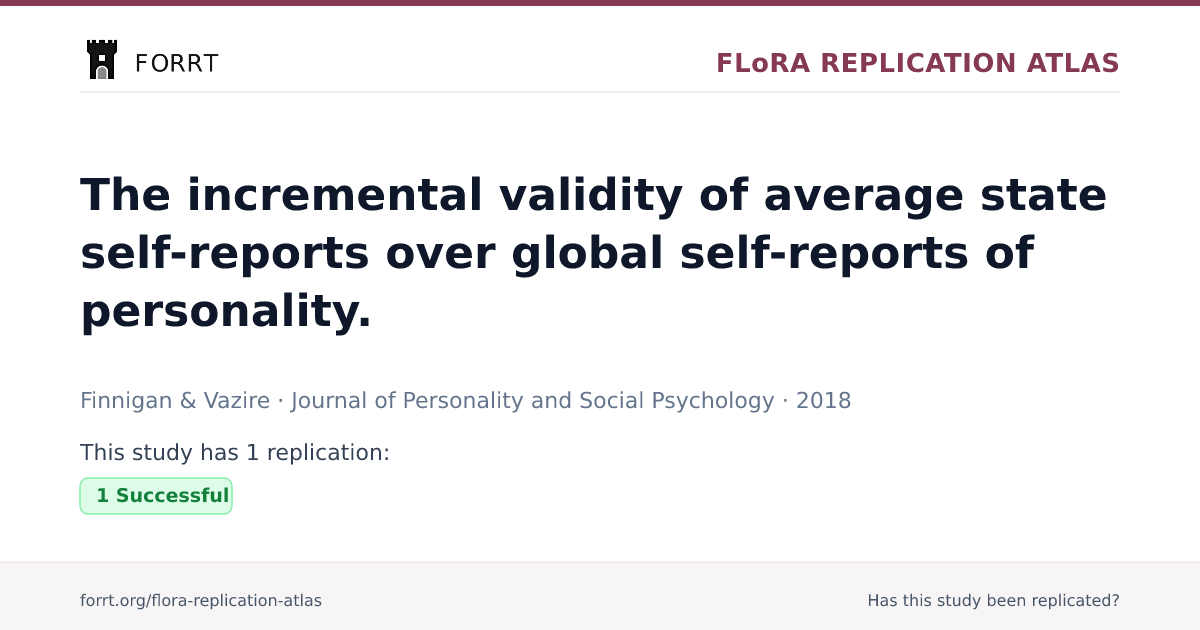 FORRT
FLoRA REPLICATION ATLAS
The incremental validity of average state
self-reports over global self-reports of
personality.
Finnigan & Vazire · Journal of Personality and Social Psychology · 2018
This study has 1 replication:
1 Successful
forrt.org/flora-replication-atlas
Has this study been replicated?